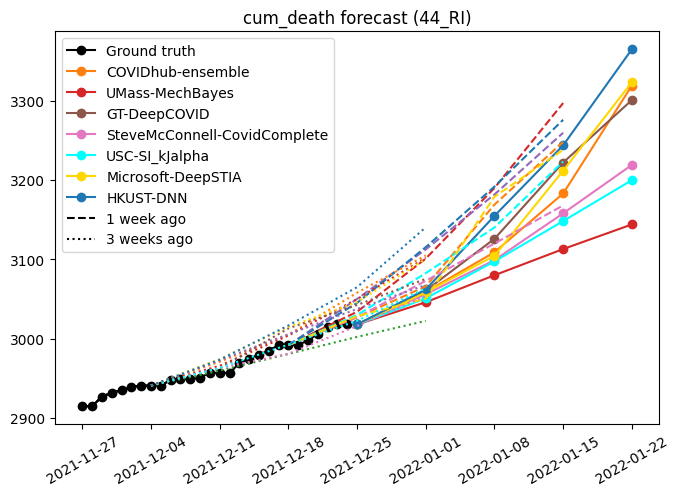 cum_death forecast (44_RI)
Ground truth
COVIDhub-ensemble
UMass-MechBayes
GT-DeepCOVID
SteveMcConnell-CovidComplete
USC-SI_kJalpha
Microsoft-DeepSTIA
HKUST-DNN
1 week ago
3 weeks ago
3300
3200
3100
3000
2900
2021-11-27
2021-12-04
2021-12-11
2021-12-18
2021-12-25
2022-01-01
2022-01-08
2022-01-15
2022-01-22